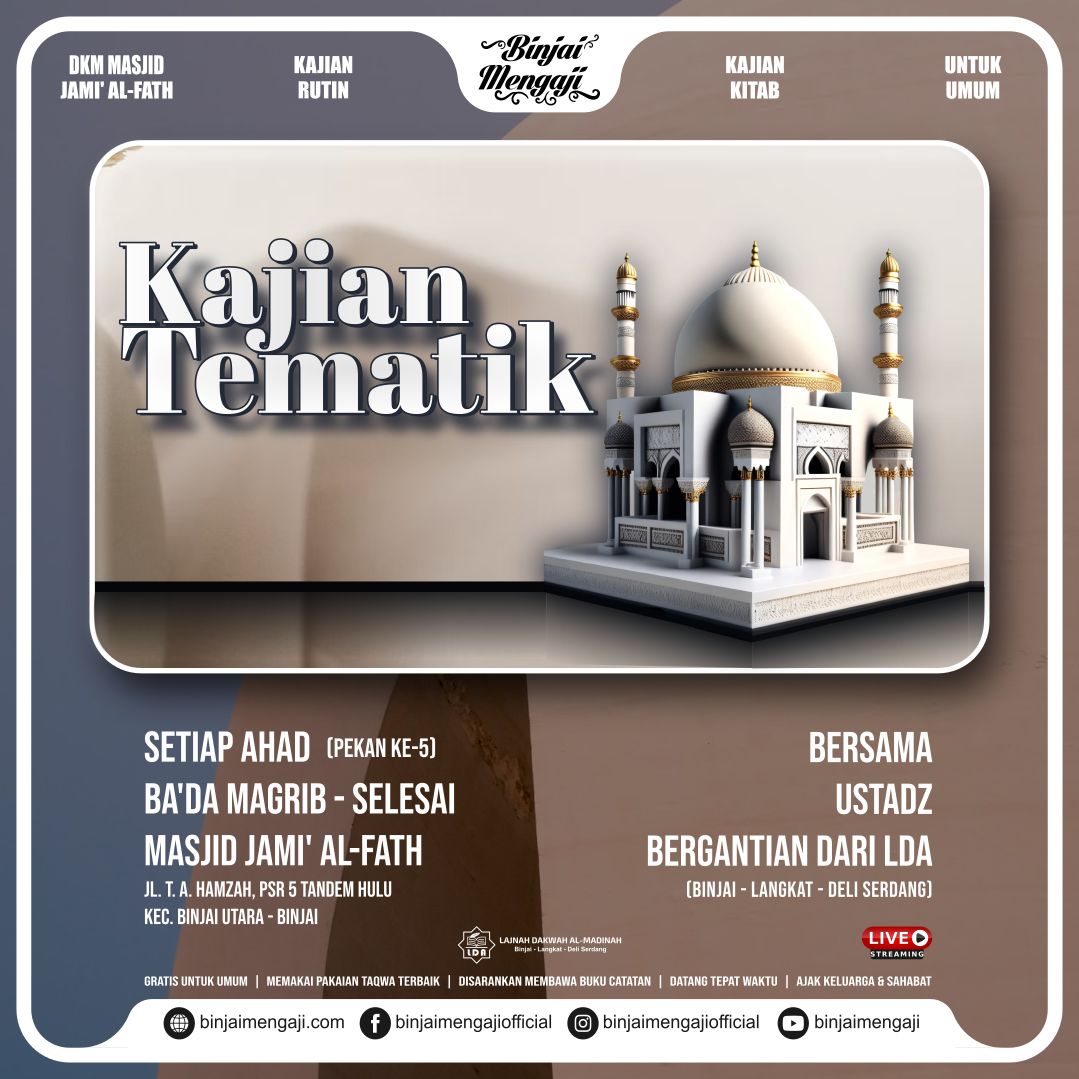 DKM MASJID
JAMI' AL-FATH
KAJIAN
RUTIN
Binjai
Mengaji
KAJIAN
KITAB
UNTUK
UMUM
Kajian
Tematik
SETIAP AHAD (PEKAN KE-5)
BA'DA MAGRIB - SELESAI
MASJID JAMI' AL-FATH
JL. T. A. HAMZAH, PSR 5 TANDEM HULU
KEC. BINJAI UTARA - BINJAI
BERSAMA
USTADZ
BERGANTIAN DARI LDA
(BINJAI - LANGKAT - DELI SERDANG)
LDA
LAJNAH DAKWAH AL-MADINAH
Binjai - Langkat - Deli Serdang
LIVE
STREAMING
GRATIS UNTUK UMUM | MEMAKAI PAKAIAN TAQWA TERBAIK | DISARANKAN MEMBAWA BUKU CATATAN | DATANG TEPAT WAKTU | AJAK KELUARGA & SAHABAT
binjaimengaji.com binjaimengajiofficial binjaimengajiofficial binjaimengaji